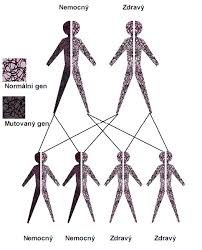 Nemocný Zdravý
Normální gen
Mutovaný gen
Nemocný Nemocný Zdravý Zdravý